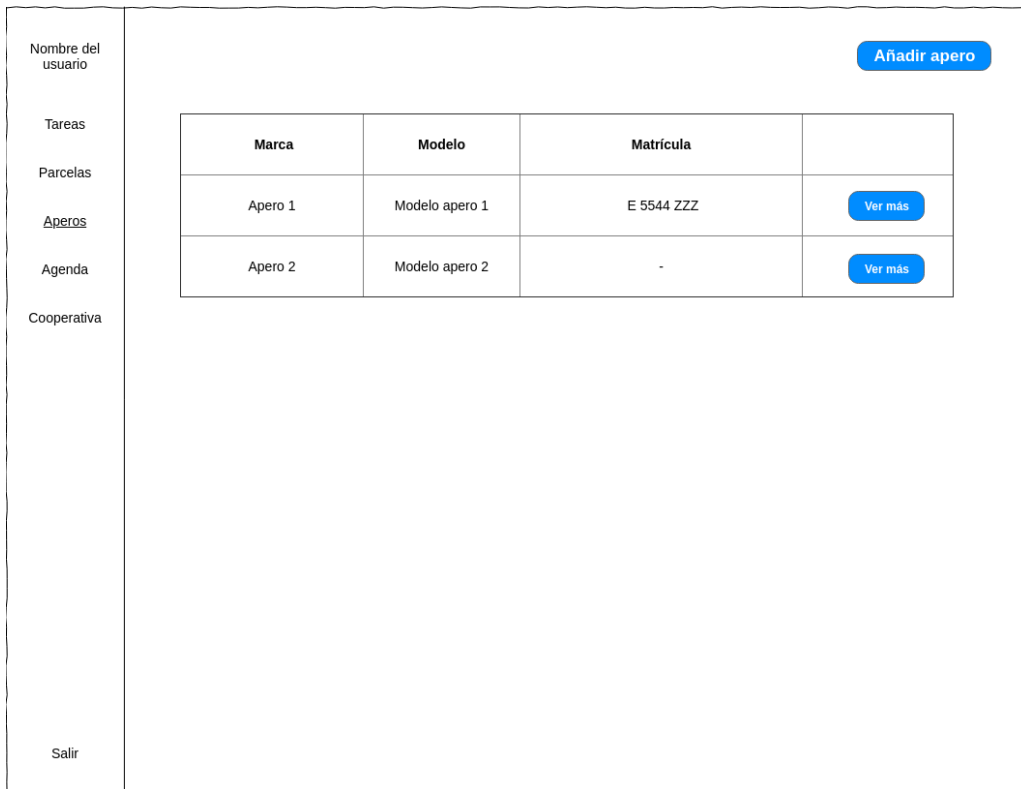 Nombre del
usuario
Tareas
Parcelas
Aperos
Agenda
Cooperativa
Salir
Añadir apero
Marca Modelo Matrícula
Apero 1 Modelo apero 1 E 5544 ZZZ Ver más
Apero 2 Modelo apero 2 - Ver más